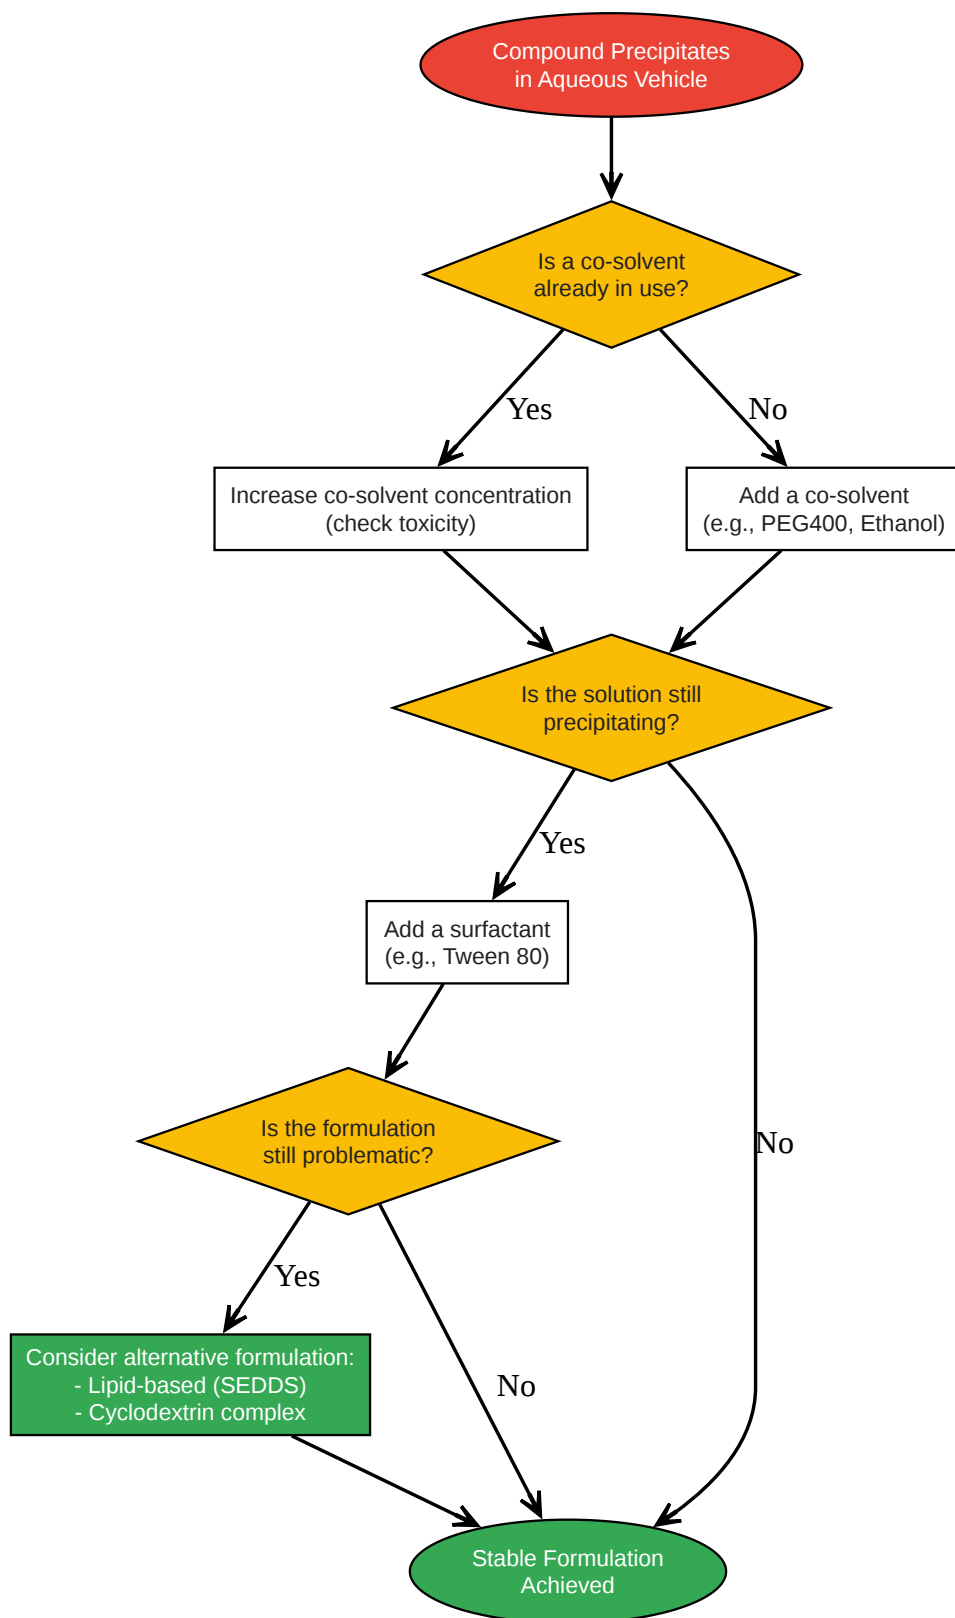 Compound Precipitates
in Aqueous Vehicle
Is a co-solvent
already in use?
Yes
No
Increase co-solvent concentration
(check toxicity)
Add a co-solvent
(e.g., PEG400, Ethanol)
Is the solution still
precipitating?
Yes
Add a surfactant
(e.g., Tween 80)
Is the formulation
still problematic?
No
Yes
Consider alternative formulation:
- Lipid-based (SEDDS)
- Cyclodextrin complex
No
Stable Formulation
Achieved